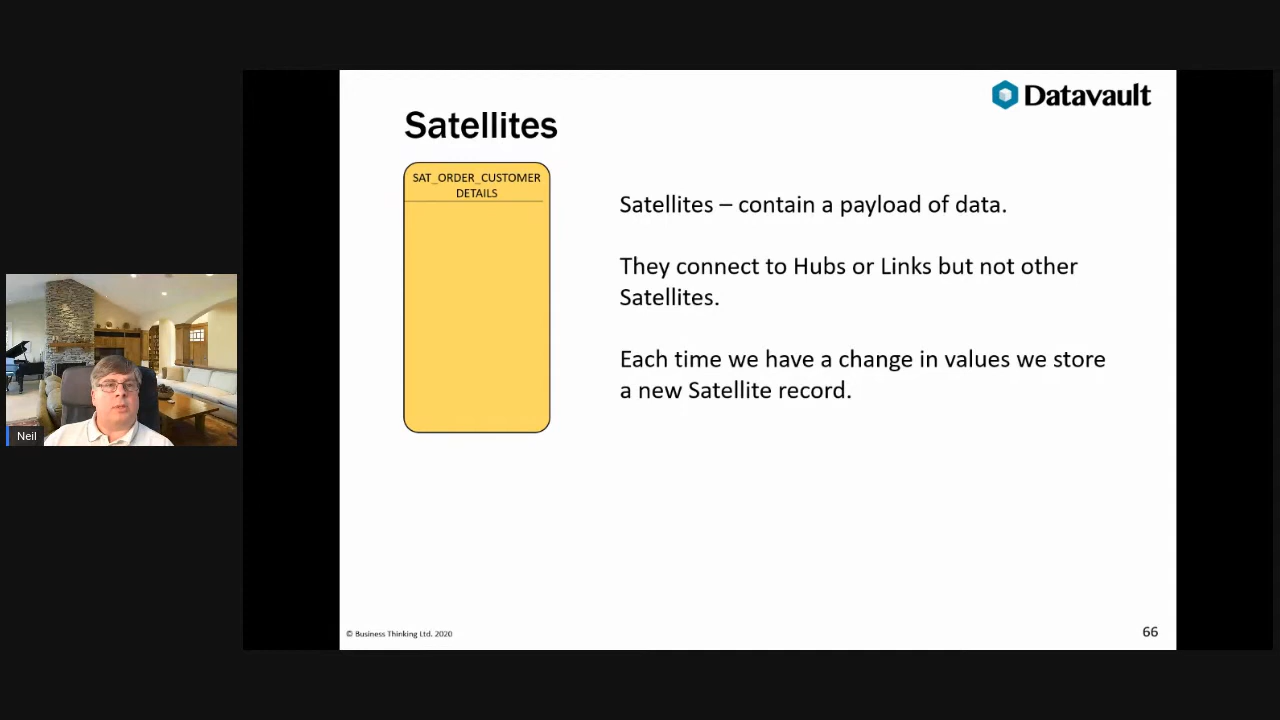 Datavault
Satellites
SAT_ORDER_CUSTOMER
DETAILS
Satellites – contain a payload of data.
They connect to Hubs or Links but not other
Satellites.
Each time we have a change in values we store
a new Satellite record.
Neil
© Business Thinking Ltd. 2020
66